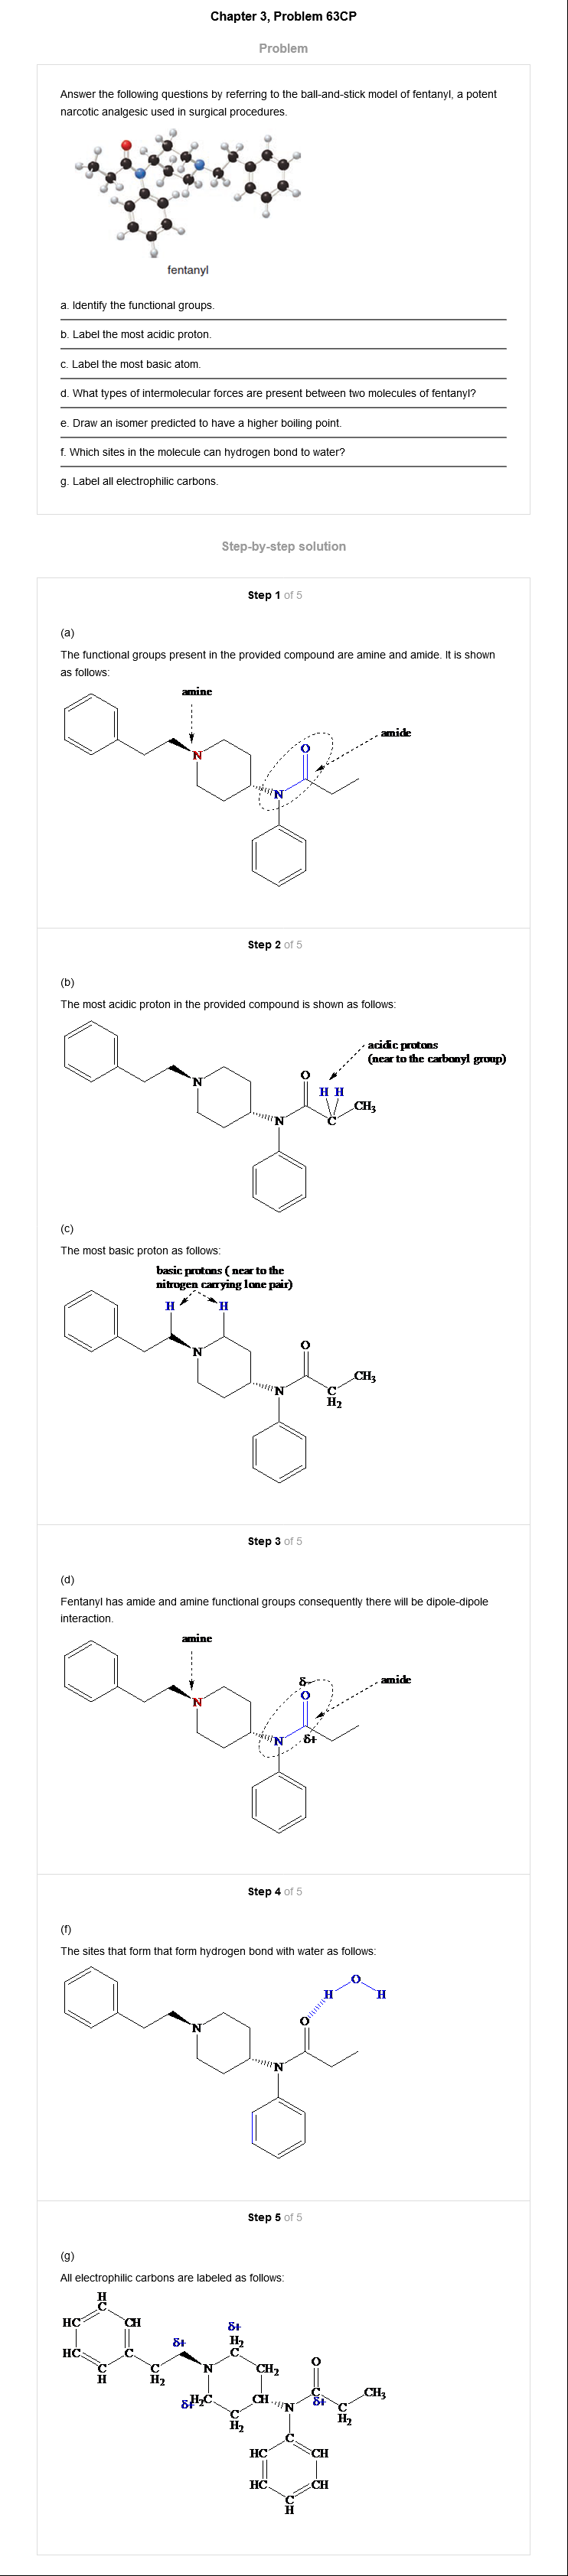 Chapter 3, Problem 63CP
Problem
Answer the following questions by referring to the ball-and-stick model of fentanyl, a potent
narcotic analgesic used in surgical procedures.
fentanyl
a. Identify the functional groups.
b. Label the most acidic proton.
c. Label the most basic atom.
d. What types of intermolecular forces are present between two molecules of fentanyl?
e. Draw an isomer predicted to have a higher boiling point.
f. Which sites in the molecule can hydrogen bond to water?
g. Label all electrophilic carbons.
Step-by-step solution
Step 1 of 5
(a)
The functional groups present in the provided compound are amine and amide. It is shown
as follows:
amine
amide
O
N
N
Step 2 of 5
(b)
The most acidic proton in the provided compound is shown as follows:
acidic protons
(near to the carbonyl group)
O
N
H H
CH3
C
N
(c)
The most basic proton as follows:
basic protons ( near to the
nitrogen carrying lone pair)
H H
O
N
CH3
N
C
H2
Step 3 of 5
(d)
Fentanyl has amide and amine functional groups consequently there will be dipole-dipole
interaction.
amine
δ-
amide
O
N
N
δ+
Step 4 of 5
(f)
The sites that form that form hydrogen bond with water as follows:
O
H H
O
N
N
Step 5 of 5
(g)
All electrophilic carbons are labeled as follows:
H
C
HC CH
δ+
δ+
H2
C
HC C
N
CH2
O
C
H
C
H2
δ+ H2C
CH
N
C
δ+
CH3
C
H2
C
H2
C
HC CH
HC CH
C
H